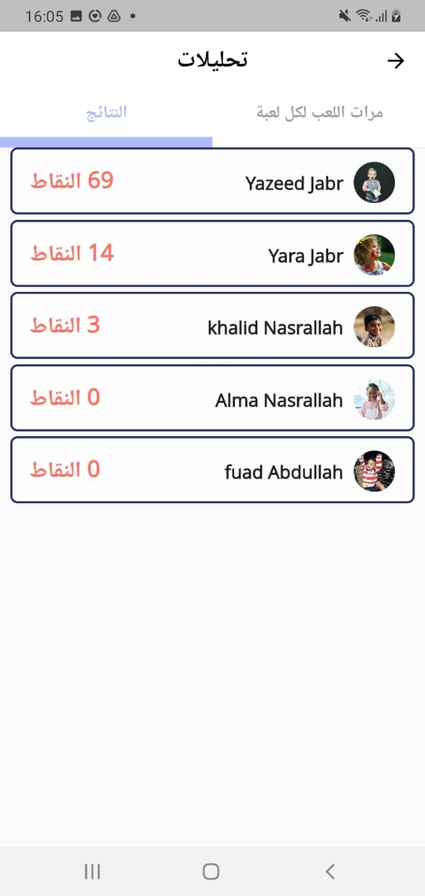 16:05
تحليلات
مرات اللعب لكل لعبة
النتائج
Yazeed Jabr
69 النقاط
Yara Jabr
14 النقاط
khalid Nasrallah
3 النقاط
Alma Nasrallah
0 النقاط
fuad Abdullah
0 النقاط